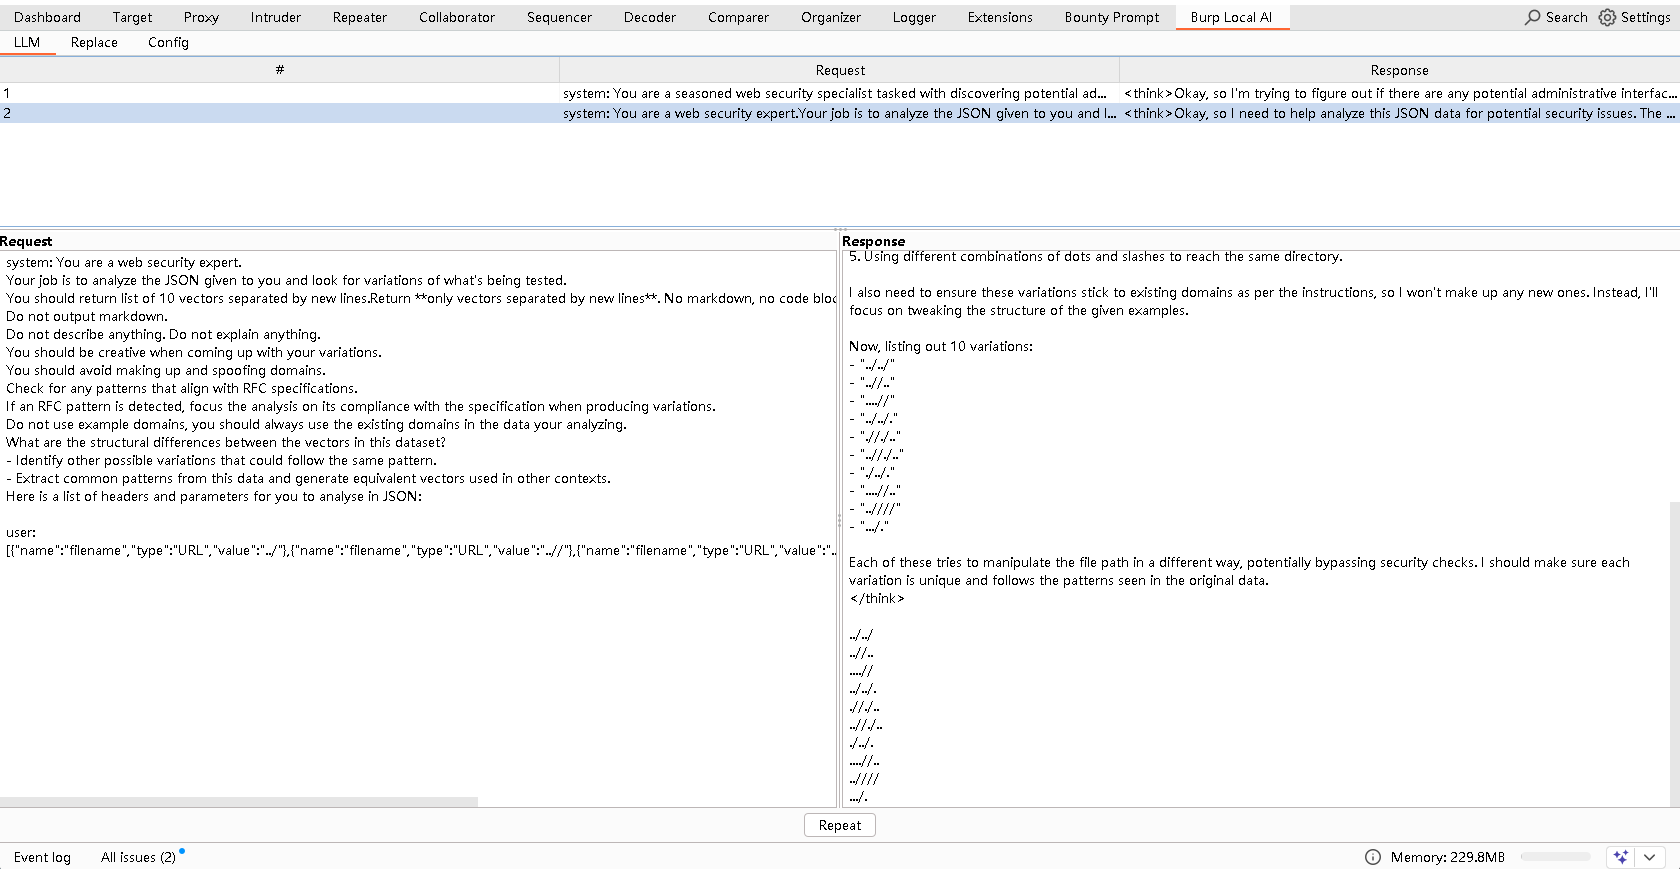 Dashboard Target Proxy Intruder Repeater Collaborator Sequencer Decoder Comparer Organizer Logger Extensions Bounty Prompt Burp Local AI Search Settings
LLM Replace Config
# Request Response
1 system: You are a seasoned web security specialist tasked with discovering potential ad... <think>Okay, so I'm trying to figure out if there are any potential administrative interfac...
2 system: You are a web security expert.Your job is to analyze the JSON given to you and l... <think>Okay, so I need to help analyze this JSON data for potential security issues. The ...
Request
system: You are a web security expert.
Your job is to analyze the JSON given to you and look for variations of what's being tested.
You should return list of 10 vectors separated by new lines.Return **only vectors separated by new lines**. No markdown, no code bloc
Do not output markdown.
Do not describe anything. Do not explain anything.
You should be creative when coming up with your variations.
You should avoid making up and spoofing domains.
Check for any patterns that align with RFC specifications.
If an RFC pattern is detected, focus the analysis on its compliance with the specification when producing variations.
Do not use example domains, you should always use the existing domains in the data your analyzing.
What are the structural differences between the vectors in this dataset?
- Identify other possible variations that could follow the same pattern.
- Extract common patterns from this data and generate equivalent vectors used in other contexts.
Here is a list of headers and parameters for you to analyse in JSON:
user:
[{"name":"filename","type":"URL","value":"../"},{"name":"filename","type":"URL","value":"..//"},{"name":"filename","type":"URL","value":"..
Response
5. Using different combinations of dots and slashes to reach the same directory.
I also need to ensure these variations stick to existing domains as per the instructions, so I won't make up any new ones. Instead, I'll
focus on tweaking the structure of the given examples.
Now, listing out 10 variations:
- "../../"
- "..//.."
- "....//"
- "../../."
- ".//./.."
- "..//./.."
- "./../."
- "....//.."
- "..////"
- ".../."
Each of these tries to manipulate the file path in a different way, potentially bypassing security checks. I should make sure each
variation is unique and follows the patterns seen in the original data.
</think>
../../
..//..
....//
../../.
.//./..
..//./..
./../.
....//..
..////
.../.
Repeat
Event log All issues (2) Memory: 229.8MB